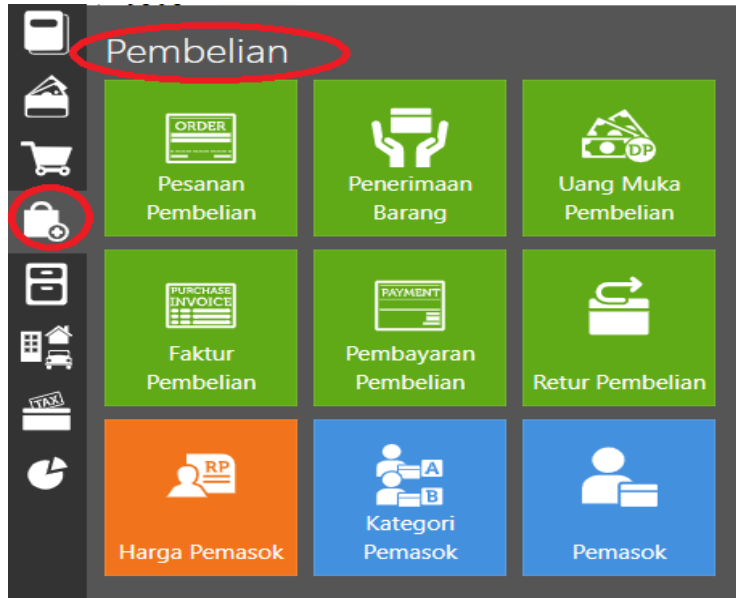 Pembelian
ORDER
Pesanan
Pembelian
Penerimaan
Barang
DP
Uang Muka
Pembelian
PURCHASE
INVOICE
Faktur
Pembelian
PAYMENT
Pembayaran
Pembelian
Retur Pembelian
TAX
RP
Harga Pemasok
A
B
Kategori
Pemasok
Pemasok